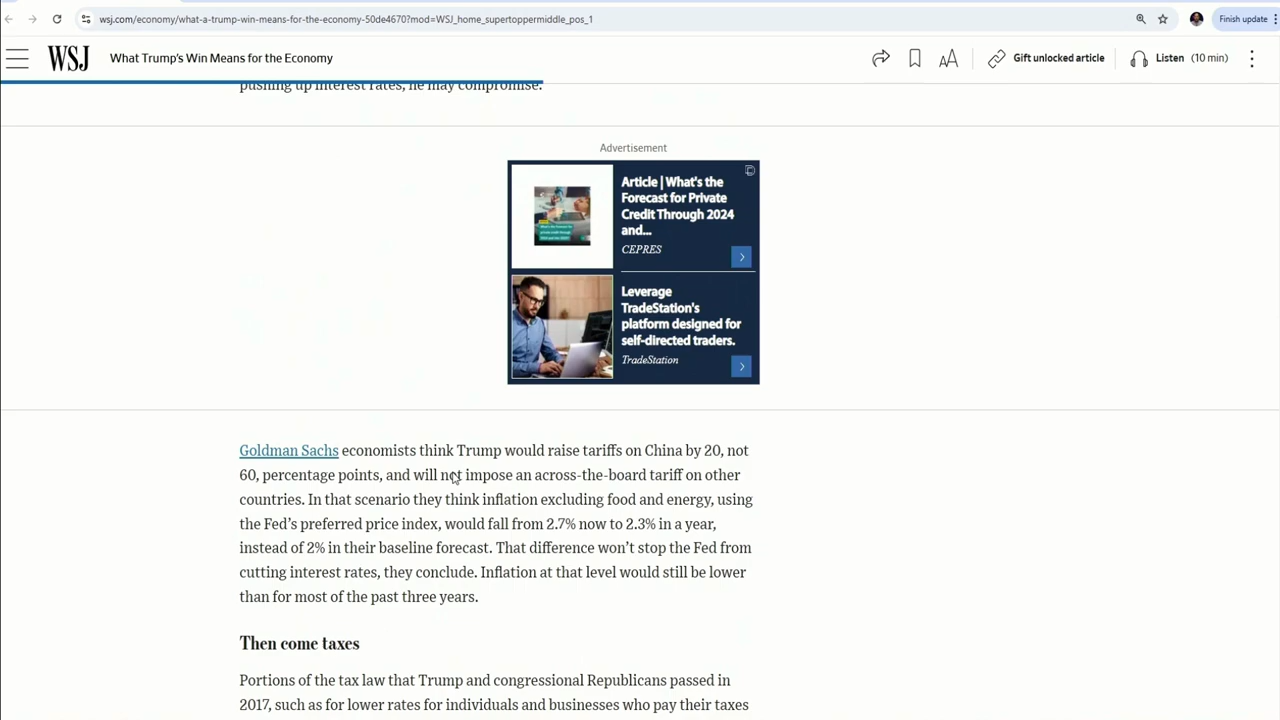 wsj.com/economy/what-a-trump-win-means-for-the-economy-50de4670?mod=WSJ_home_supertoppermiddle_pos_1
Finish update
WSJ
What Trump's Win Means for the Economy
Gift unlocked article
Listen (10 min)
pushing up interest rates, he may compromise.
Advertisement
Article | What's the
Forecast for Private
Credit Through 2024
and...
CEPRES
Leverage
TradeStation's
platform designed for
self-directed traders.
TradeStation
Goldman Sachs economists think Trump would raise tariffs on China by 20, not
60, percentage points, and will not impose an across-the-board tariff on other
countries. In that scenario they think inflation excluding food and energy, using
the Fed's preferred price index, would fall from 2.7% now to 2.3% in a year,
instead of 2% in their baseline forecast. That difference won't stop the Fed from
cutting interest rates, they conclude. Inflation at that level would still be lower
than for most of the past three years.
Then come taxes
Portions of the tax law that Trump and congressional Republicans passed in
2017, such as for lower rates for individuals and businesses who pay their taxes